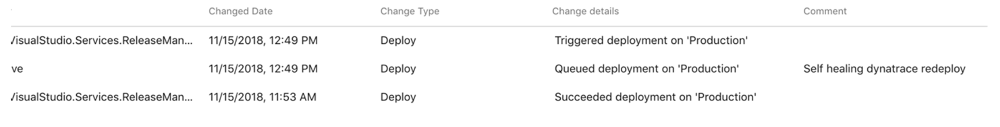 Changed Date Change Type Change details Comment
VisualStudio.Services.ReleaseMan... 11/15/2018, 12:49 PM Deploy Triggered deployment on 'Production'
ve 11/15/2018, 12:49 PM Deploy Queued deployment on 'Production' Self healing dynatrace redeploy
VisualStudio.Services.ReleaseMan... 11/15/2018, 11:53 AM Deploy Succeeded deployment on 'Production'